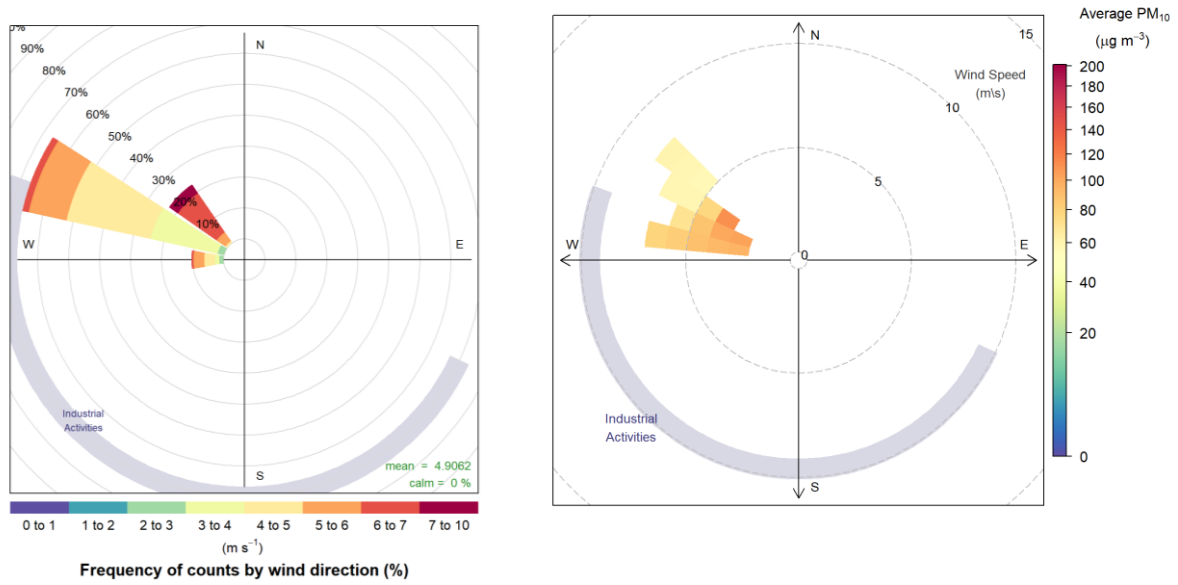 0%
90%
80%
70%
60%
50%
40%
30%
20%
10%
N
W
E
S
Industrial
Activities
mean = 4.9062
calm = 0 %
0 to 1 1 to 2 2 to 3 3 to 4 4 to 5 5 to 6 6 to 7 7 to 10
(m s⁻¹)
Frequency of counts by wind direction (%)
N
15
Wind Speed
(m\s)
10
5
0
W
E
S
Industrial
Activities
Average PM₁₀
(μg m⁻³)
200
180
160
140
120
100
80
60
40
20
0